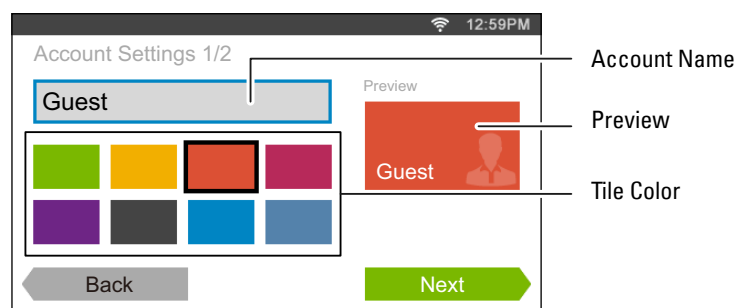 12:59PM
Account Settings 1/2
Account Name
Guest
Preview
Preview
Guest
Tile Color
Back
Next